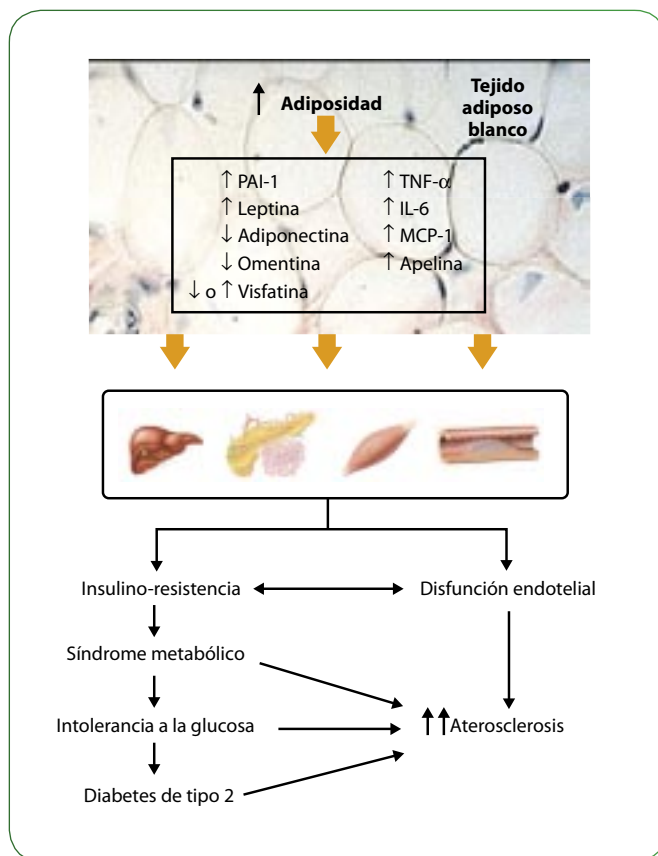 ↑ Adiposidad
Tejido
adiposo
blanco
↑ PAI-1
↑ Leptina
↓ Adiponectina
↓ Omentina
↓ o ↑ Visfatina
↑ TNF-α
↑ IL-6
↑ MCP-1
↑ Apelina
Insulino-resistencia
Disfunción endotelial
Síndrome metabólico
Intolerancia a la glucosa
↑↑ Aterosclerosis
Diabetes de tipo 2